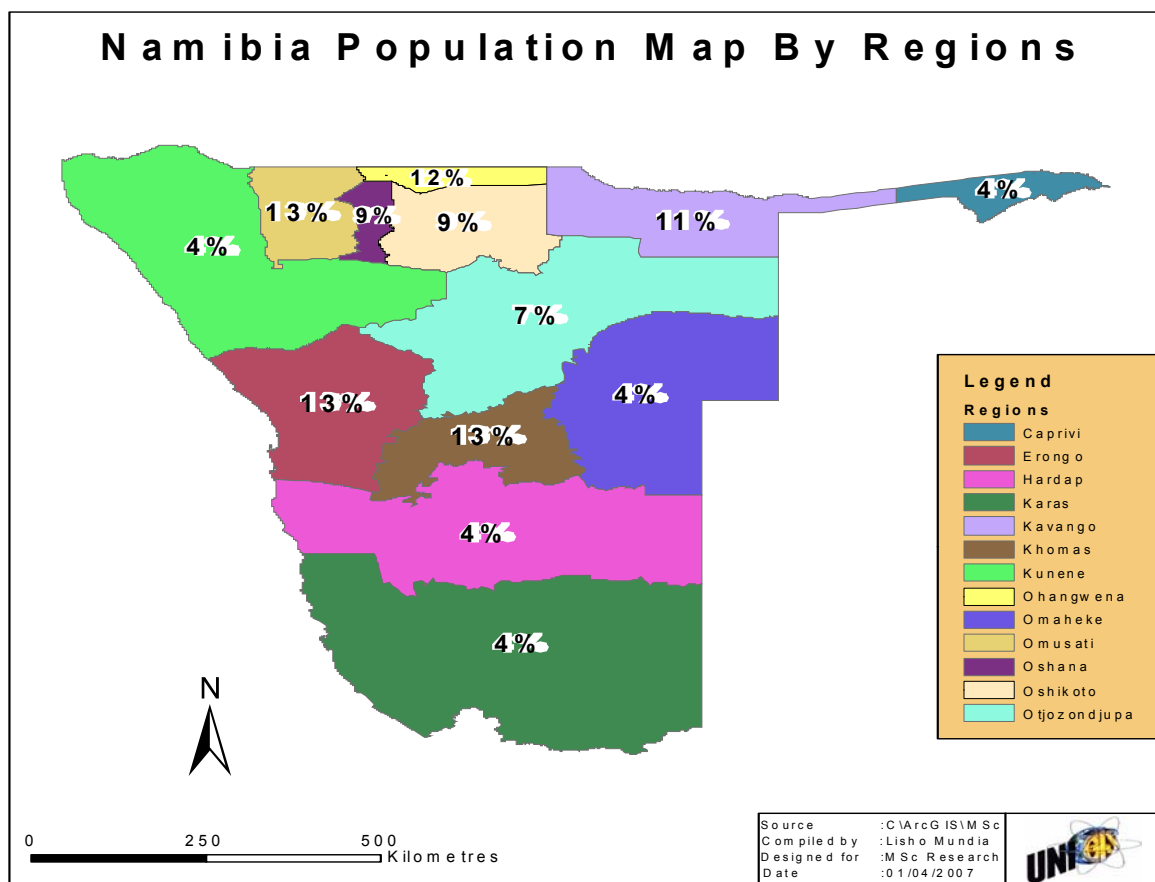 Namibia Population Map By Regions
12%
13%
9%
9%
11%
4%
4%
7%
13%
4%
13%
4%
4%
Legend
Regions
Caprivi
Erongo
Hardap
Karas
Kavango
Khomas
Kunene
Ohangwena
Omaheke
Omusati
Oshana
Oshikoto
Otjozondjupa
N
0 250 500
Kilometres
Source :C\ArcGIS\MSc
Compiled by :Lisho Mundia
Designed for :MSc Research
Date :01/04/2007
UNIGIS